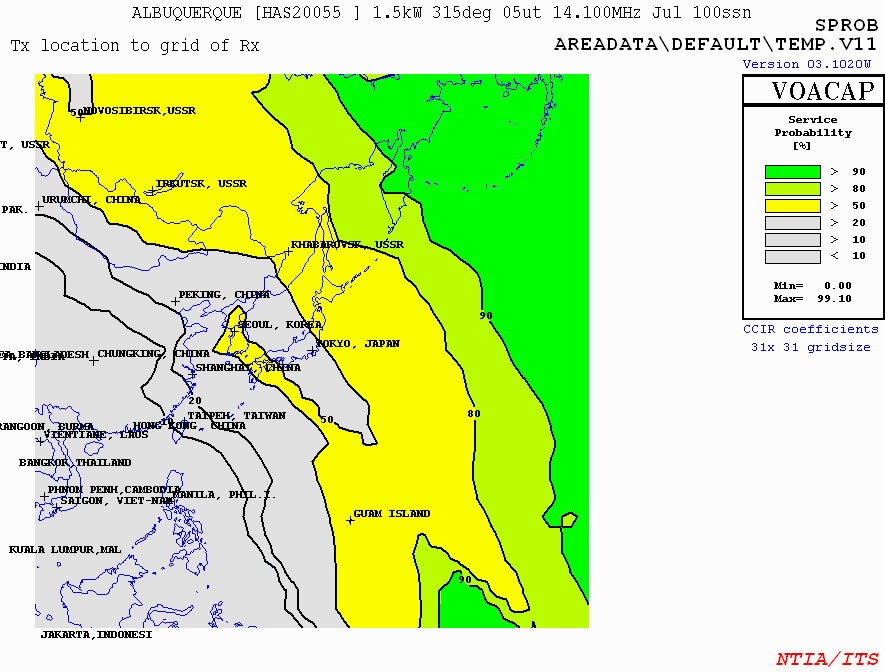 ALBUQUERQUE [HAS20055 ] 1.5kW 315deg 05ut 14.100MHz Jul 100ssn
SPROB
Tx location to grid of Rx
AREADATA\DEFAULT\TEMP.V11
Version 03.1020W
VOACAP
Service
Probability
[%]
> 90
> 80
> 50
> 20
> 10
< 10
Min= 0.00
Max= 99.10
CCIR coefficients
31x 31 gridsize
50
NOVOSIBIRSK,USSR
T, USSR
IRKUTSK, USSR
URUMCHI, CHINA
PAK.
KHABAROVSK, USSR
INDIA
PEKING, CHINA
90
SEOUL, KOREA
TOKYO, JAPAN
BANGLADESH
CHUNGKING, CHINA
SHANGHAI, CHINA
20
80
TAIPEH, TAIWAN
50
RANGOON, BURMA
10
HONG KONG, CHINA
VIENTIANE, LAOS
BANGKOK,THAILAND
PHNOM PENH,CAMBODIA
MANILA, PHIL.I.
SAIGON, VIET-NAM
GUAM ISLAND
KUALA LUMPUR,MAL
90
JAKARTA,INDONESI
NTIA/ITS